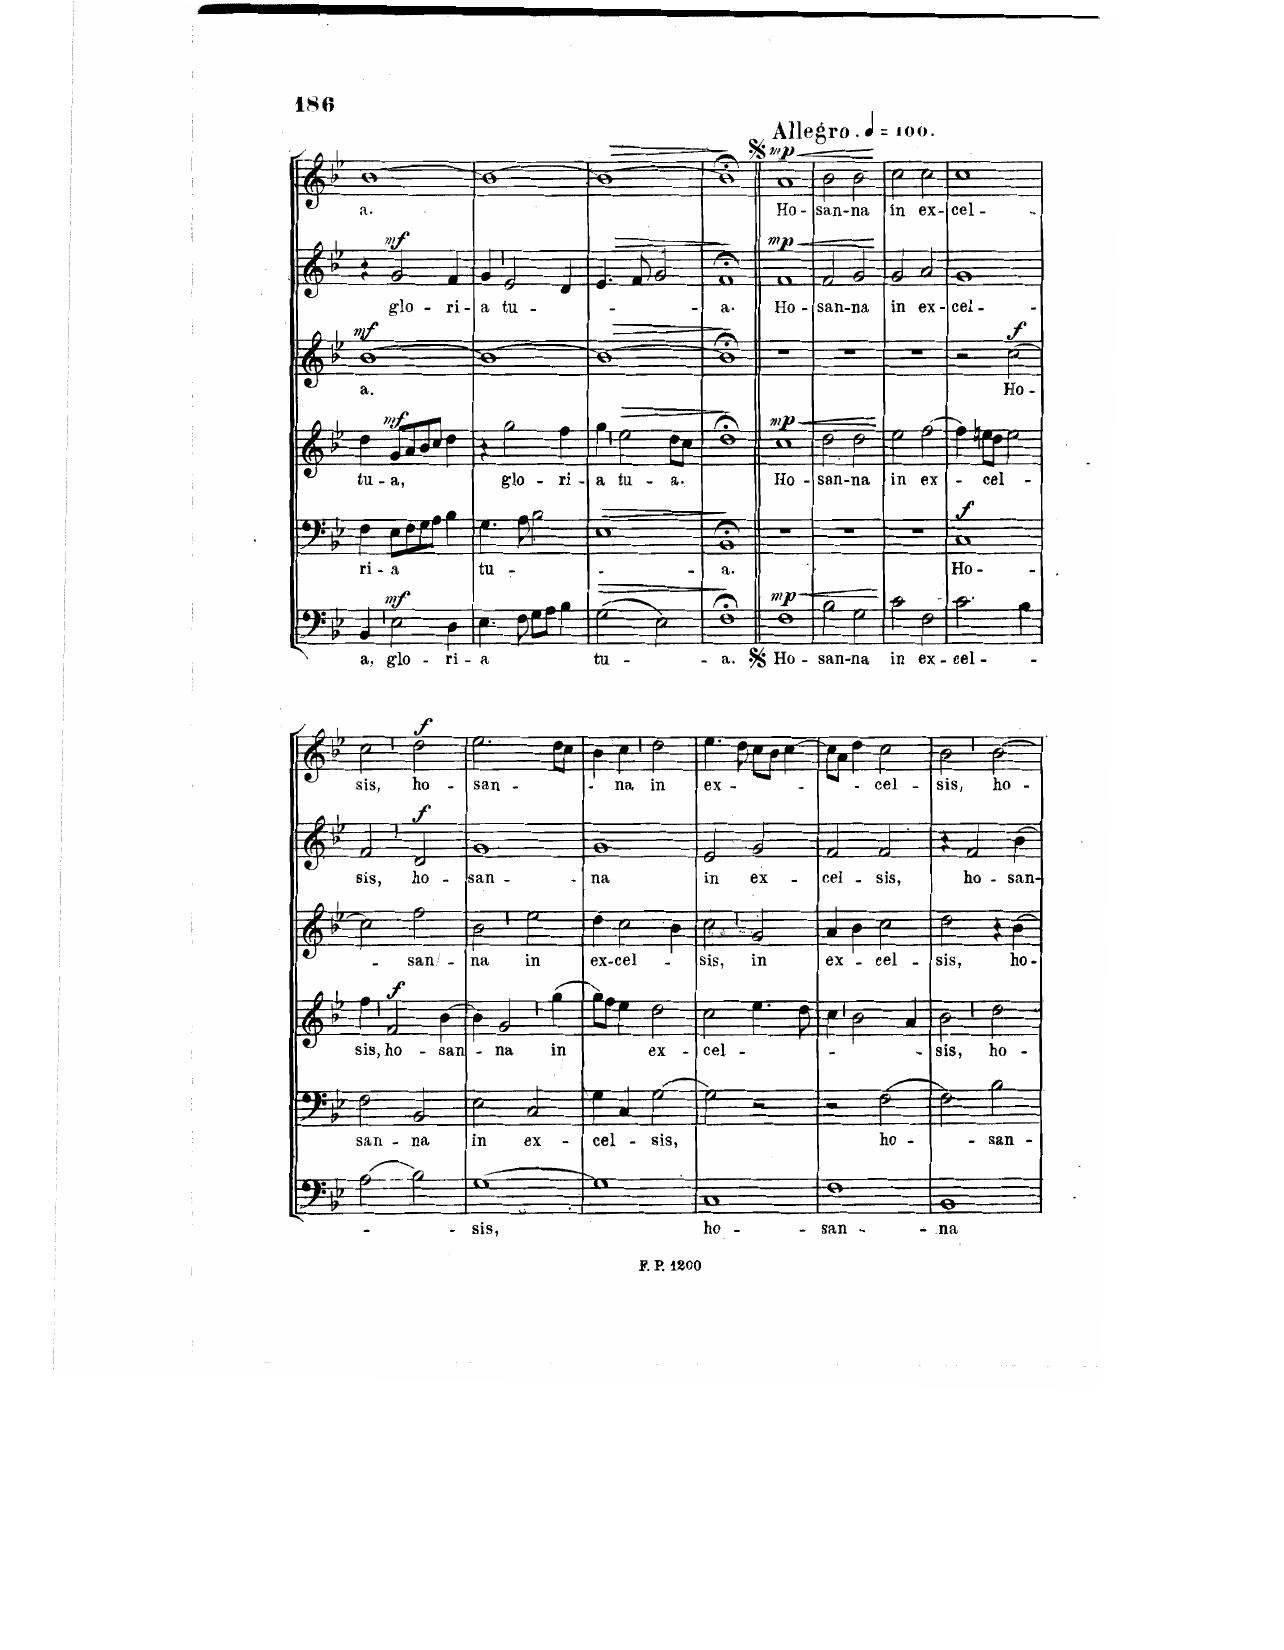 186
Allegro. ♩ = 100.
mp
a. Ho - san-na in ex - cel -
mf mp
glo - ri - a tu - a. Ho - san-na in ex - cel -
mf f
a. Ho -
mf mp
tu - a, glo - ri - a tu - a. Ho - san-na in ex - cel -
f
ri - a tu - a. Ho -
mf mp
a, glo - ri - a tu - a. Ho - san-na in ex - cel -
f
sis, ho - san - na in ex - cel - sis, ho -
f
sis, ho - san - na in ex - cel - sis, ho - san-
san - na in ex-cel - sis, in ex - cel - sis, ho -
f
sis, ho - san - na in ex - cel - sis, ho -
san - na in ex - cel - sis, ho - san -
sis, ho - san - na
F. P. 1200